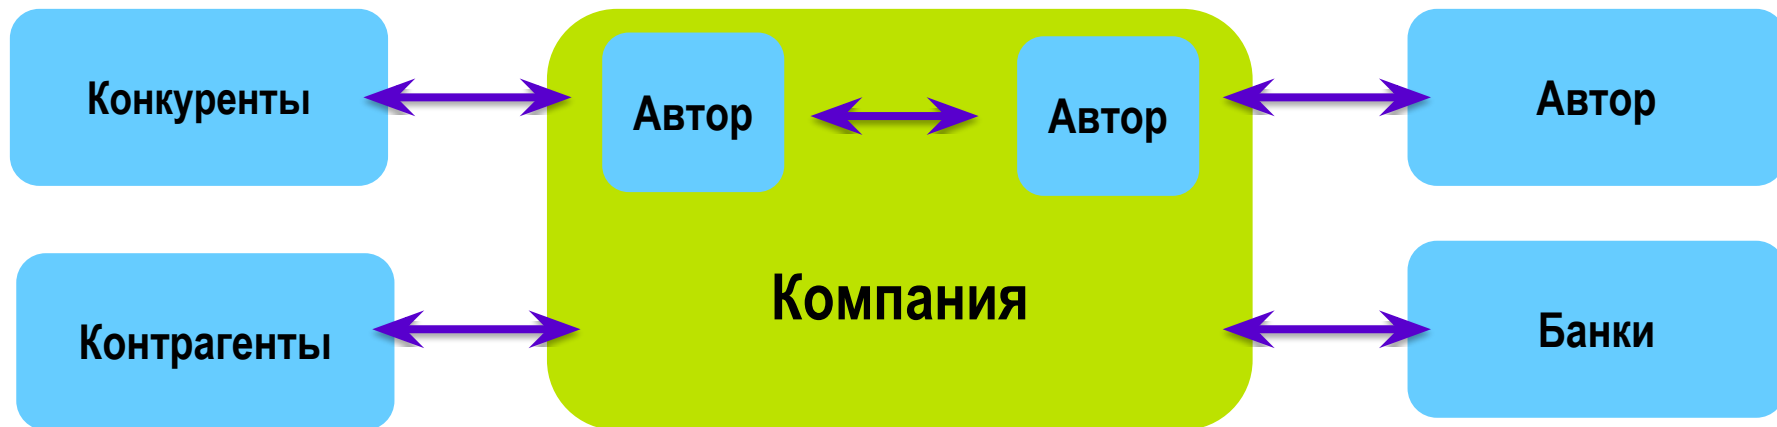 Конкуренты
Автор
Автор
Автор
Компания
Контрагенты
Банки